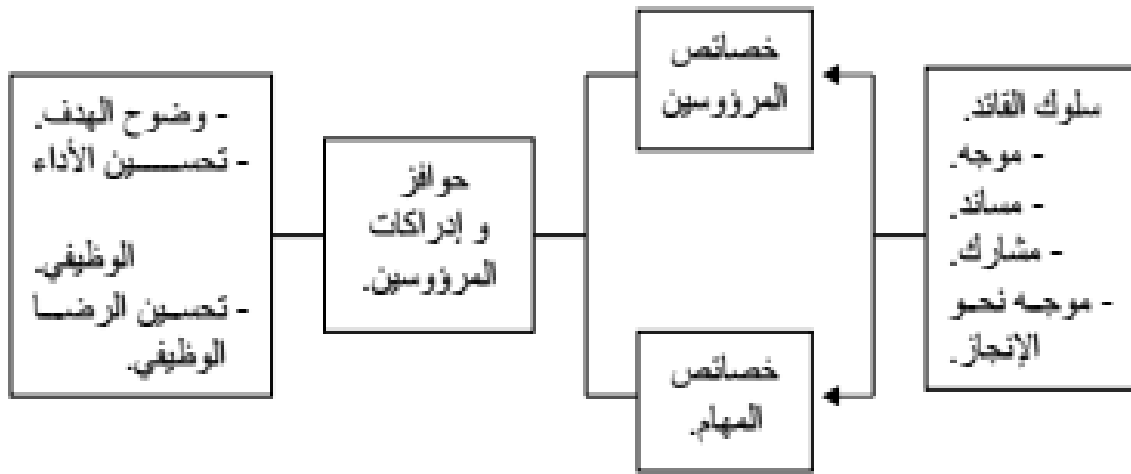 سلوك القائد.
- موجه.
- مساند.
- مشارك.
- موجه نحو
الإنجاز.
خصائص
المرؤوسين
خصائص
المهام.
حوافز
و إدراكات
المرؤوسين.
- وضوح الهدف.
- تحسين الأداء
الوظيفي.
- تحسين الرضا
الوظيفي.